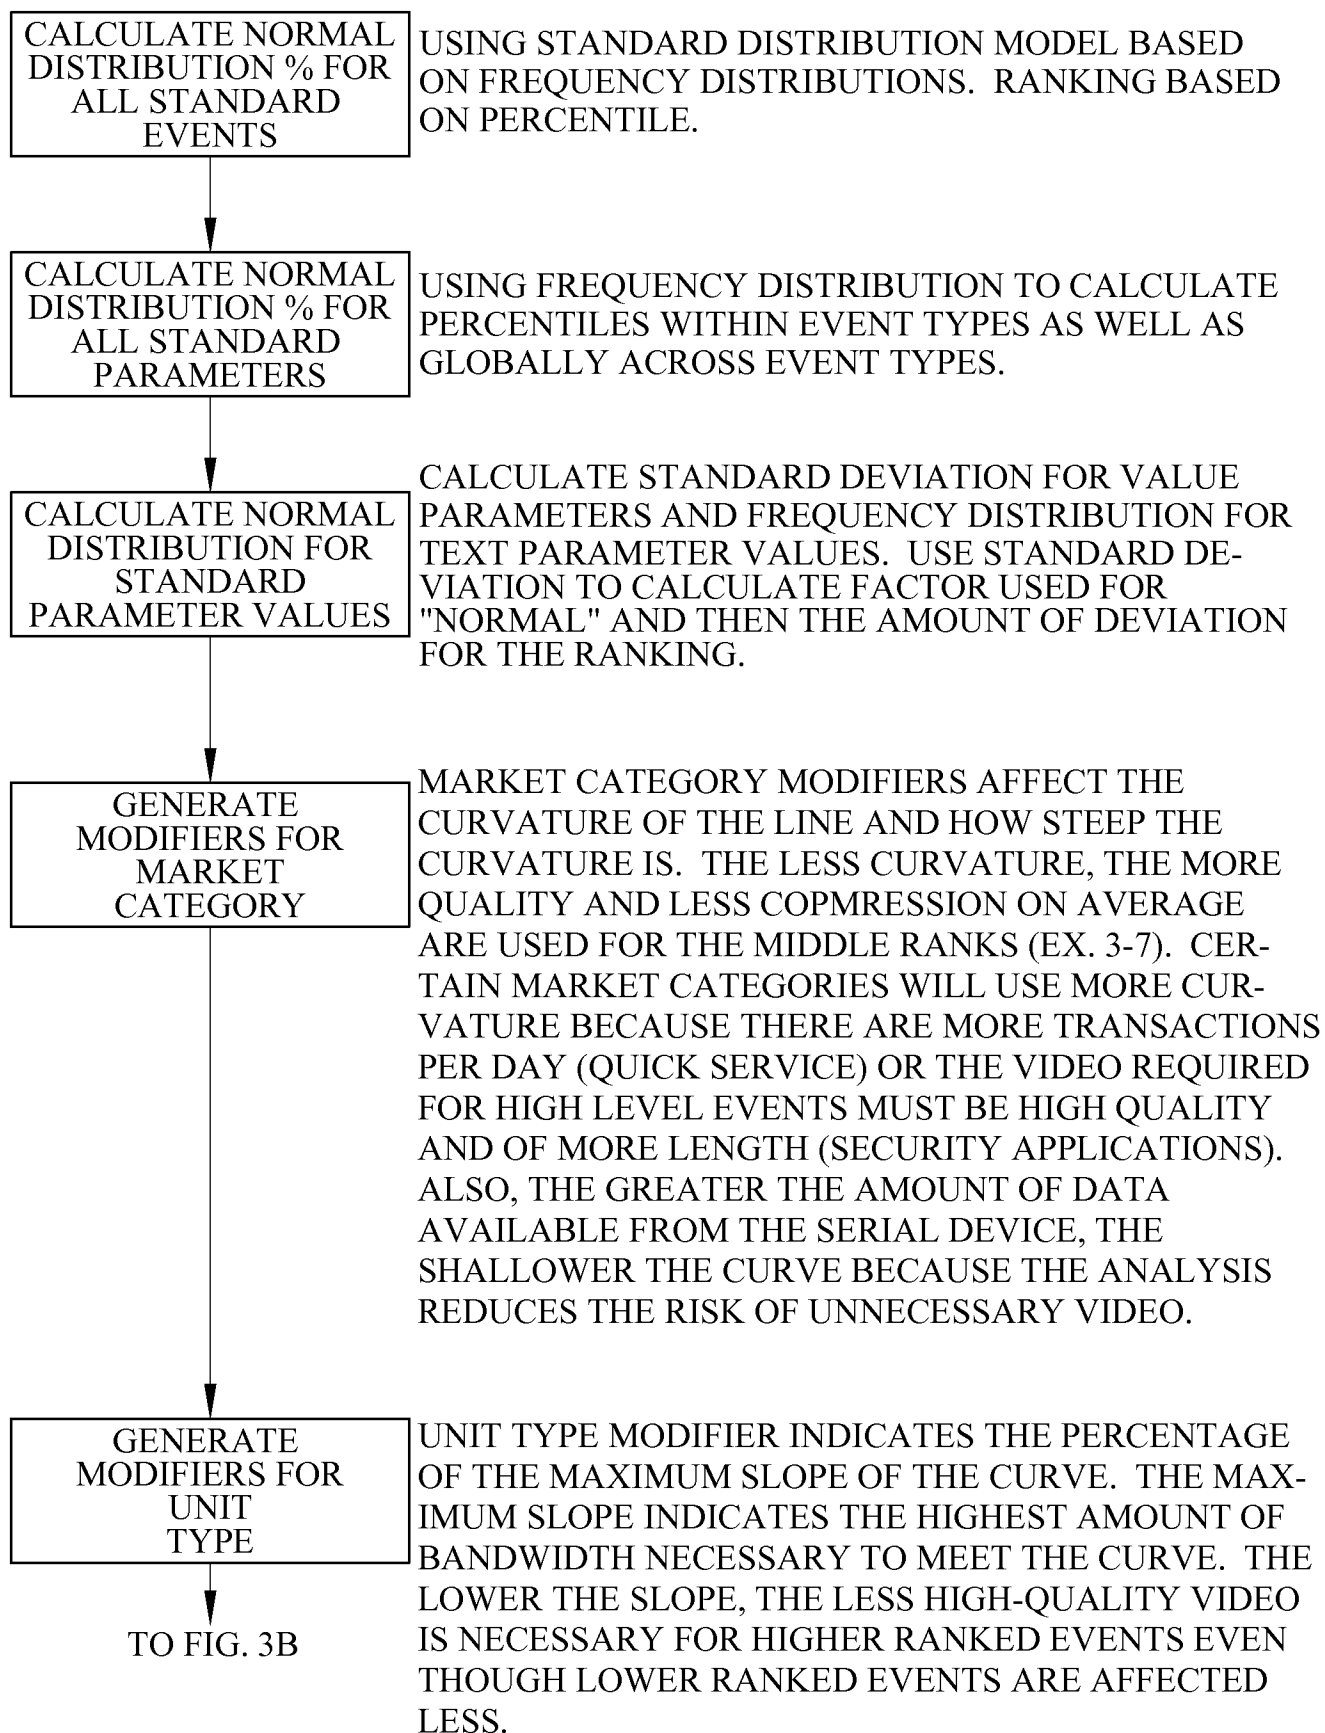 CALCULATE NORMAL
DISTRIBUTION % FOR
ALL STANDARD
EVENTS
USING STANDARD DISTRIBUTION MODEL BASED
ON FREQUENCY DISTRIBUTIONS. RANKING BASED
ON PERCENTILE.
CALCULATE NORMAL
DISTRIBUTION % FOR
ALL STANDARD
PARAMETERS
USING FREQUENCY DISTRIBUTION TO CALCULATE
PERCENTILES WITHIN EVENT TYPES AS WELL AS
GLOBALLY ACROSS EVENT TYPES.
CALCULATE NORMAL
DISTRIBUTION FOR
STANDARD
PARAMETER VALUES
CALCULATE STANDARD DEVIATION FOR VALUE
PARAMETERS AND FREQUENCY DISTRIBUTION FOR
TEXT PARAMETER VALUES. USE STANDARD DE-
VIATION TO CALCULATE FACTOR USED FOR
"NORMAL" AND THEN THE AMOUNT OF DEVIATION
FOR THE RANKING.
GENERATE
MODIFIERS FOR
MARKET
CATEGORY
MARKET CATEGORY MODIFIERS AFFECT THE
CURVATURE OF THE LINE AND HOW STEEP THE
CURVATURE IS. THE LESS CURVATURE, THE MORE
QUALITY AND LESS COPMRESSION ON AVERAGE
ARE USED FOR THE MIDDLE RANKS (EX. 3-7). CER-
TAIN MARKET CATEGORIES WILL USE MORE CUR-
VATURE BECAUSE THERE ARE MORE TRANSACTIONS
PER DAY (QUICK SERVICE) OR THE VIDEO REQUIRED
FOR HIGH LEVEL EVENTS MUST BE HIGH QUALITY
AND OF MORE LENGTH (SECURITY APPLICATIONS).
ALSO, THE GREATER THE AMOUNT OF DATA
AVAILABLE FROM THE SERIAL DEVICE, THE
SHALLOWER THE CURVE BECAUSE THE ANALYSIS
REDUCES THE RISK OF UNNECESSARY VIDEO.
GENERATE
MODIFIERS FOR
UNIT
TYPE
UNIT TYPE MODIFIER INDICATES THE PERCENTAGE
OF THE MAXIMUM SLOPE OF THE CURVE. THE MAX-
IMUM SLOPE INDICATES THE HIGHEST AMOUNT OF
BANDWIDTH NECESSARY TO MEET THE CURVE. THE
LOWER THE SLOPE, THE LESS HIGH-QUALITY VIDEO
IS NECESSARY FOR HIGHER RANKED EVENTS EVEN
THOUGH LOWER RANKED EVENTS ARE AFFECTED
LESS.
TO FIG. 3B